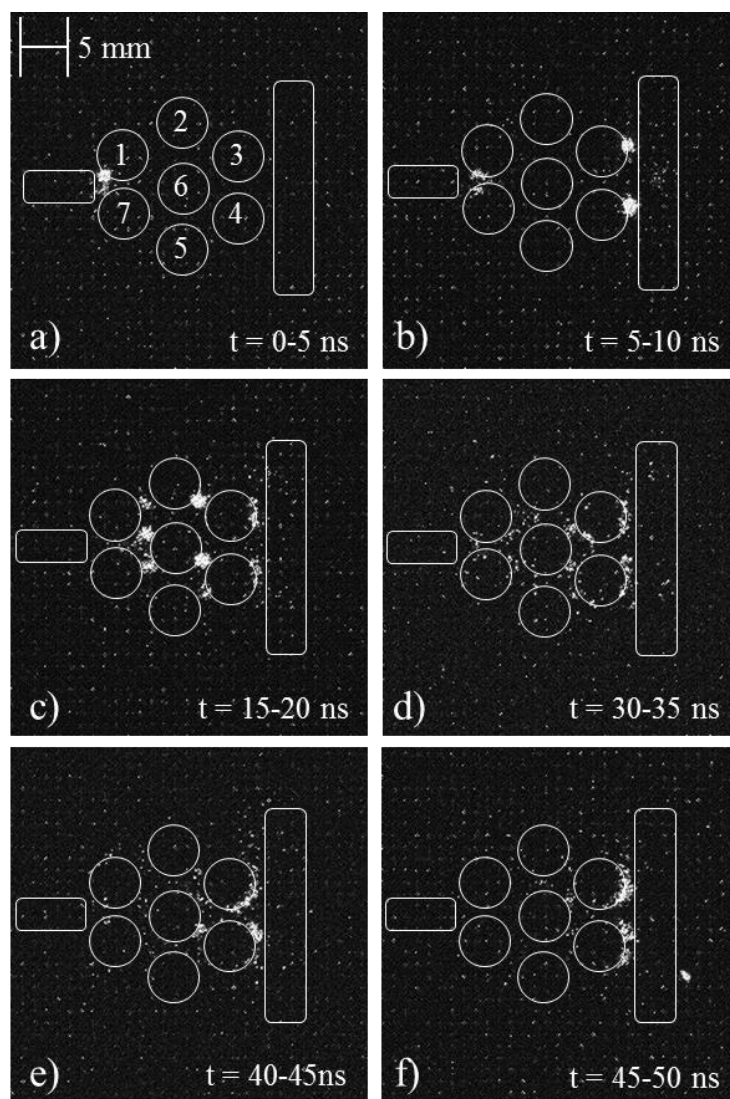 5 mm
2
1
3
6
7
4
5
a)
t = 0-5 ns
b)
t = 5-10 ns
c)
t = 15-20 ns
d)
t = 30-35 ns
e)
t = 40-45ns
f)
t = 45-50 ns